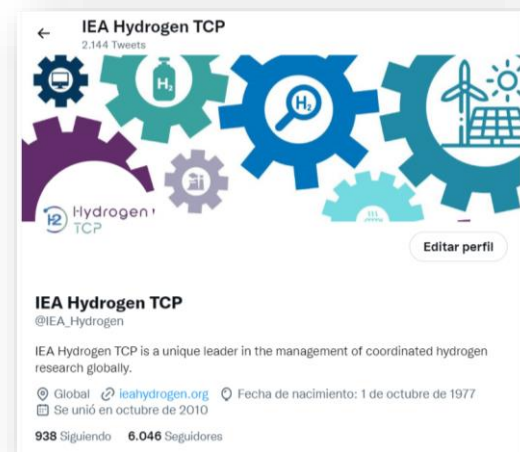 IEA Hydrogen TCP
2.144 Tweets
H₂
H₂
H2 Hydrogen
TCP
Editar perfil
IEA Hydrogen TCP
@IEA_Hydrogen
IEA Hydrogen TCP is a unique leader in the management of coordinated hydrogen
research globally.
Global ieahydrogen.org Fecha de nacimiento: 1 de octubre de 1977
Se unió en octubre de 2010
938 Siguiendo 6.046 Seguidores